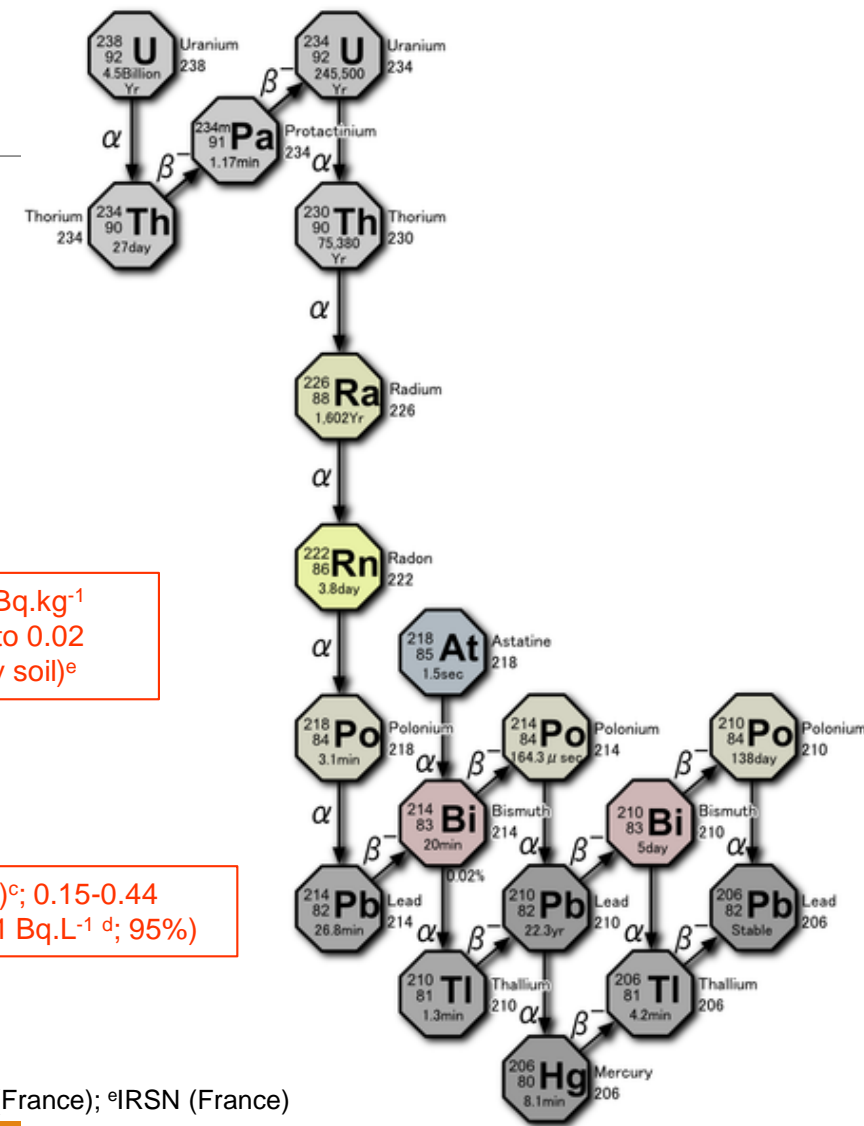 238
92 U
4.5Billion
Yr
Uranium
238
234
92 U
245,500
Yr
Uranium
234
β⁻
234m
91 Pa
1.17min
Protactinium
234
α
β⁻
α
Thorium
234
234
90 Th
27day
230
90 Th
75,380
Yr
Thorium
230
α
226
88 Ra
1,602Yr
Radium
226
α
222
86 Rn
3.8day
Radon
222
Bq.kg⁻¹
to 0.02
soil)ᵉ
α
218
85 At
1.5sec
Astatine
218
218
84 Po
3.1min
Polonium
218
α
β⁻
214
84 Po
164.3 μ sec
Polonium
214
β⁻
210
84 Po
138day
Polonium
210
α
β⁻
214
83 Bi
20min
Bismuth
214
0.02%
α
β⁻
210
83 Bi
5day
Bismuth
210
α
)ᶜ; 0.15-0.44
1 Bq.L⁻¹ ᵈ; 95%)
214
82 Pb
26.8min
Lead
214
α
β⁻
210
82 Pb
22.3yr
Lead
210
α
β⁻
206
82 Pb
Stable
Lead
206
210
81 Tl
1.3min
Thallium
210
α
β⁻
206
81 Tl
4.2min
Thallium
206
206
80 Hg
8.1min
Mercury
206
France); ᵉIRSN (France)